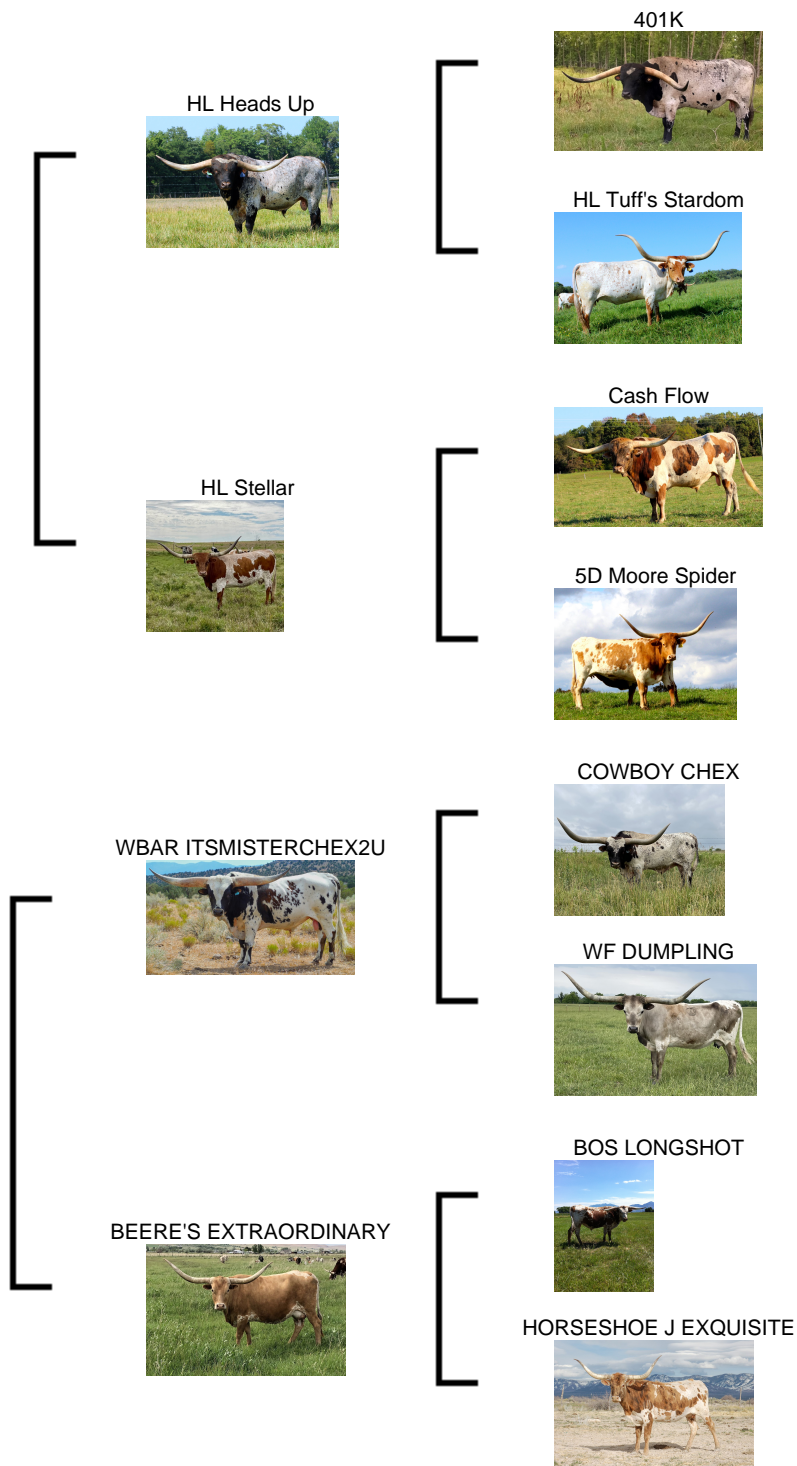 401K
HL Heads Up
HL Tuff's Stardom
Cash Flow
HL Stellar
5D Moore Spider
COWBOY CHEX
WBAR ITSMISTERCHEX2U
WF DUMPLING
BOS LONGSHOT
BEERE'S EXTRAORDINARY
HORSESHOE J EXQUISITE